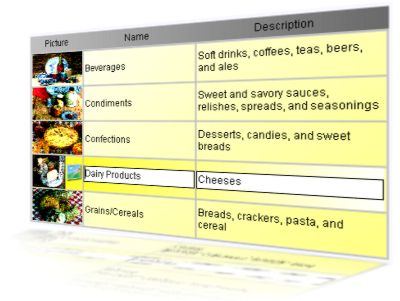 Picture Name Description
Beverages
Soft drinks, coffees, teas, beers,
and ales
Condiments
Sweet and savory sauces,
relishes, spreads, and seasonings
Confections
Desserts, candies, and sweet
breads
Dairy Products
Cheeses
Grains/Cereals
Breads, crackers, pasta, and
cereal